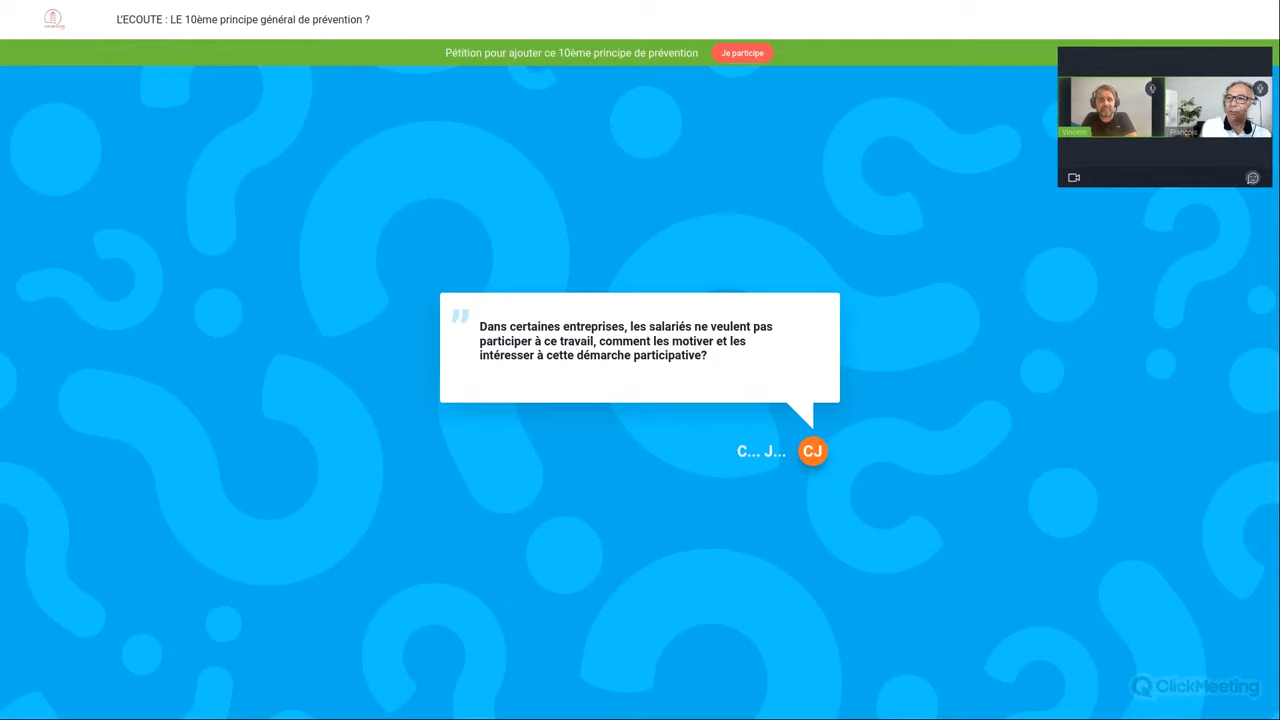 L'ECOUTE : LE 10ème principe général de prévention ?
Pétition pour ajouter ce 10ème principe de prévention
Je participe
Vincent
François
"
Dans certaines entreprises, les salariés ne veulent pas
participer à ce travail, comment les motiver et les
intéresser à cette démarche participative?
C... J...
CJ
ClickMeeting